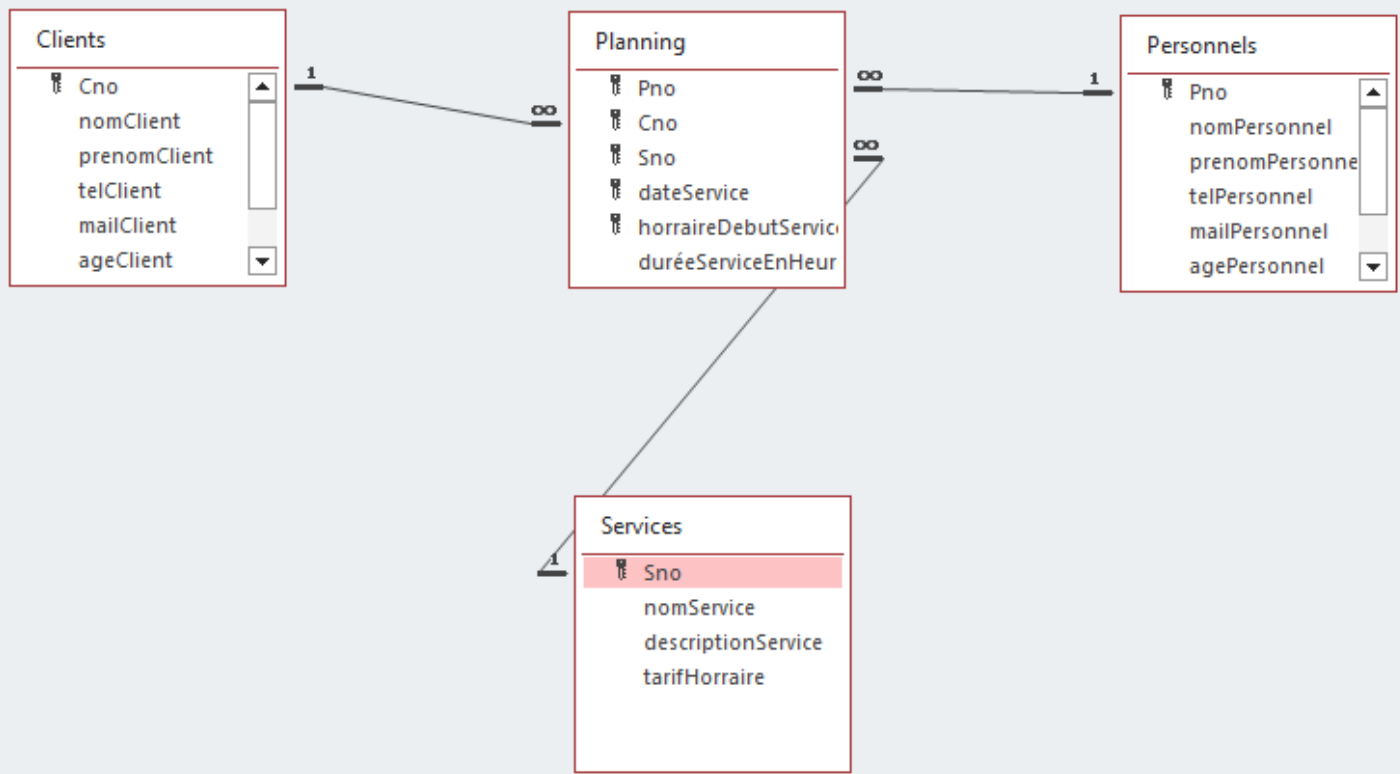 Clients
Cno
nomClient
prenomClient
telClient
mailClient
ageClient
1
∞
Planning
Pno
Cno
Sno
dateService
horraireDebutServic
duréeServiceEnHeur
∞
1
∞
Personnels
Pno
nomPersonnel
prenomPersonne
telPersonnel
mailPersonnel
agePersonnel
1
Services
Sno
nomService
descriptionService
tarifHorraire